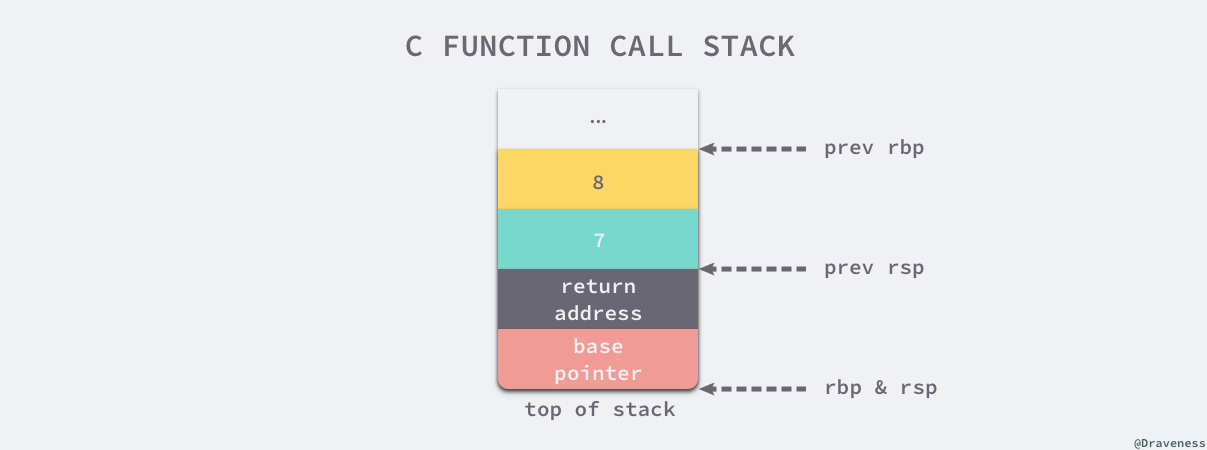 C FUNCTION CALL STACK
...
prev rbp
8
7
prev rsp
return
address
base
pointer
rbp & rsp
top of stack
@Draveness